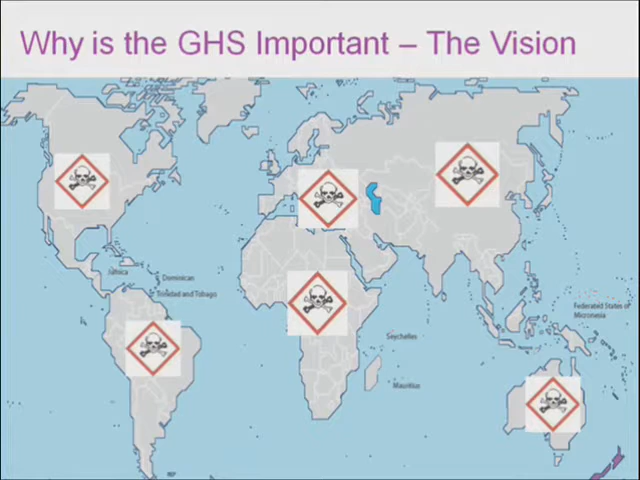 Why is the GHS Important – The Vision
Dominican
Trinidad and Tobago
Federated States of
Micronesia
Seychelles
Mauritius